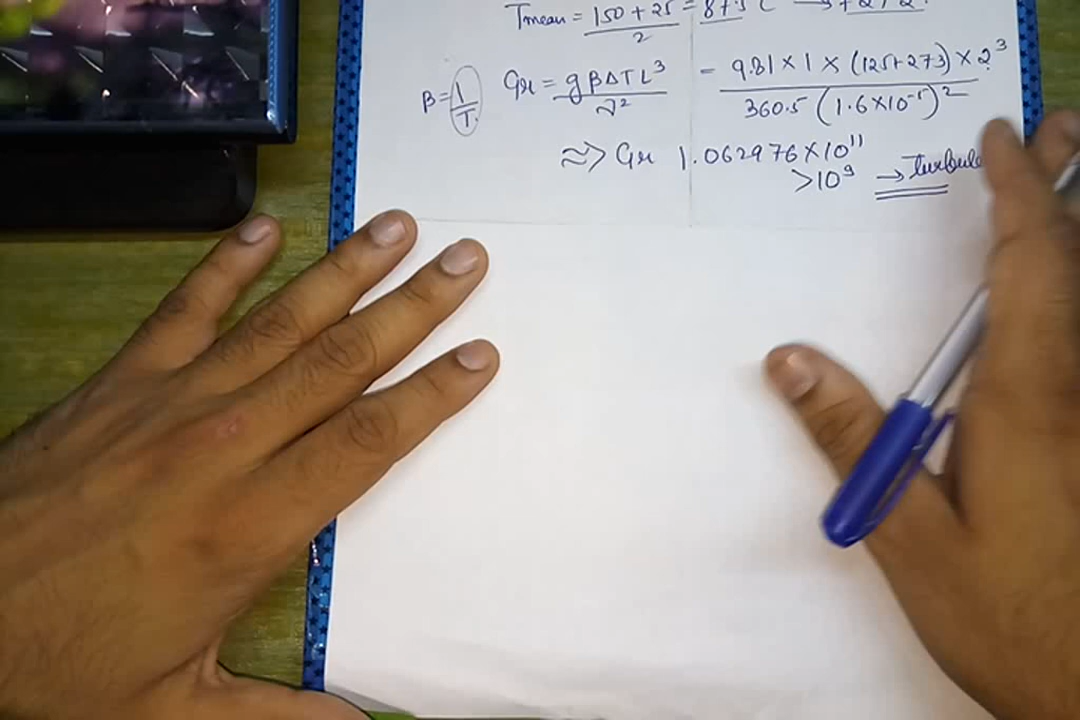 Tmean = 150 + 25 / 2 = 87.5
β = 1/T Gr = gβΔTL³/ν² = 9.81 × 1 × (125+273) × 2³ / 360.5 (1.6×10⁻⁵)²
≈> Gr 1.062976 × 10¹¹
>10⁹ →